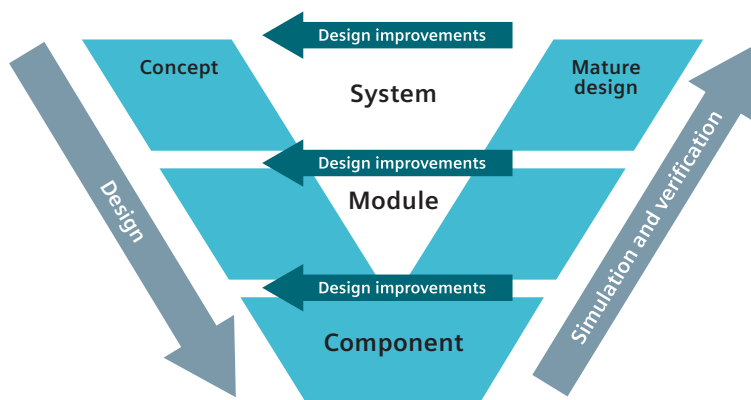 Design improvements
Concept
System
Mature
design
Design improvements
Module
Design
Simulation and verification
Design improvements
Component